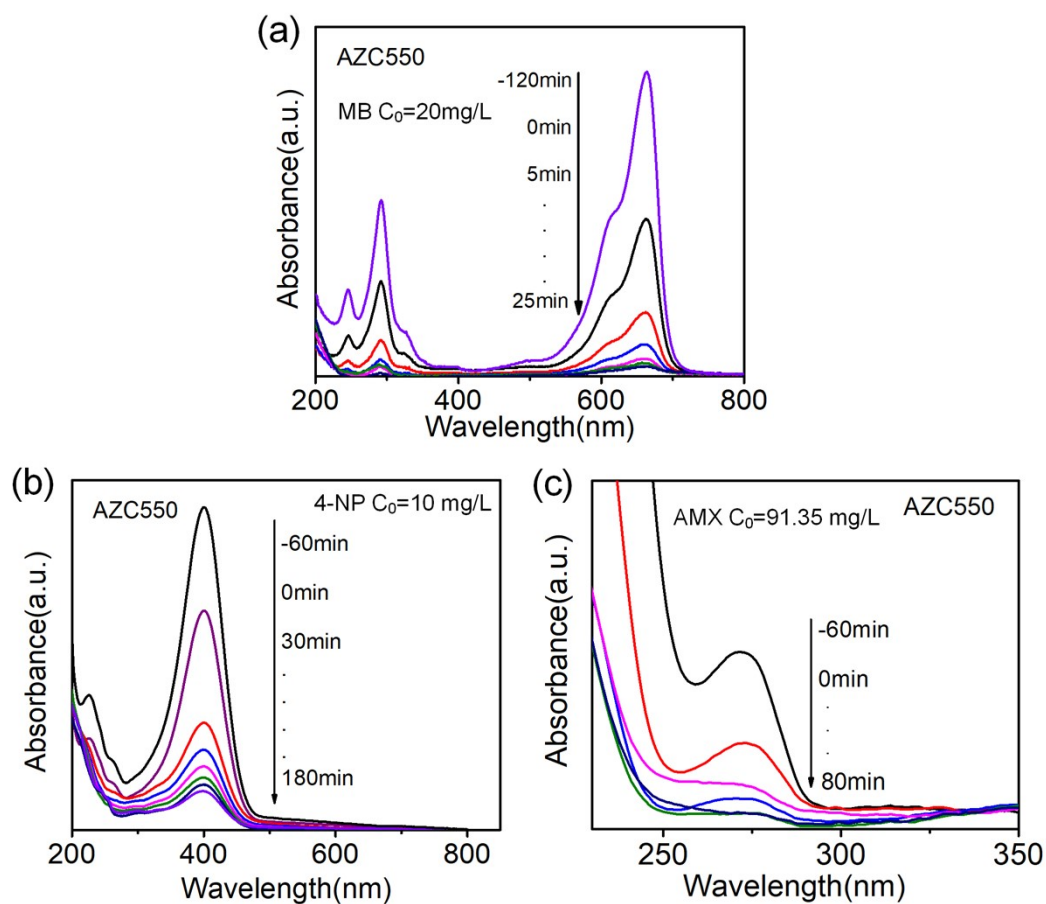 (a)
AZC550
MB C₀=20mg/L
-120min
0min
5min
.
.
.
.
25min
Absorbance(a.u.)
200 400 600 800
Wavelength(nm)
(b)
AZC550
4-NP C₀=10 mg/L
-60min
0min
30min
.
.
.
180min
Absorbance(a.u.)
200 400 600 800
Wavelength(nm)
(c)
AMX C₀=91.35 mg/L
AZC550
-60min
0min
.
.
.
80min
Absorbance(a.u.)
250 300 350
Wavelength(nm)